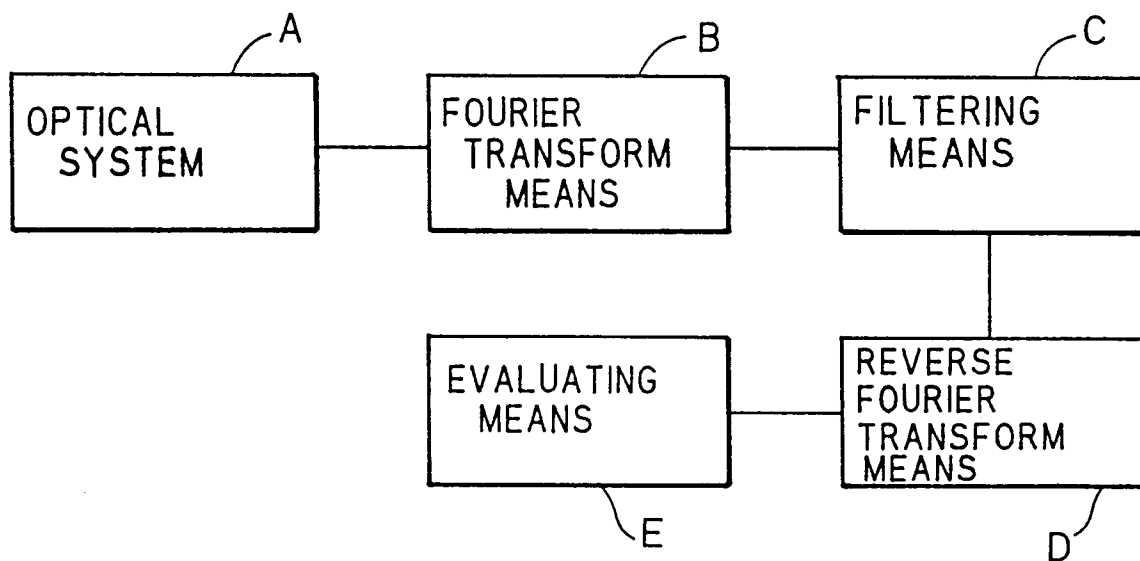 A
OPTICAL
SYSTEM
B
FOURIER
TRANSFORM
MEANS
C
FILTERING
MEANS
EVALUATING
MEANS
E
REVERSE
FOURIER
TRANSFORM
MEANS
D